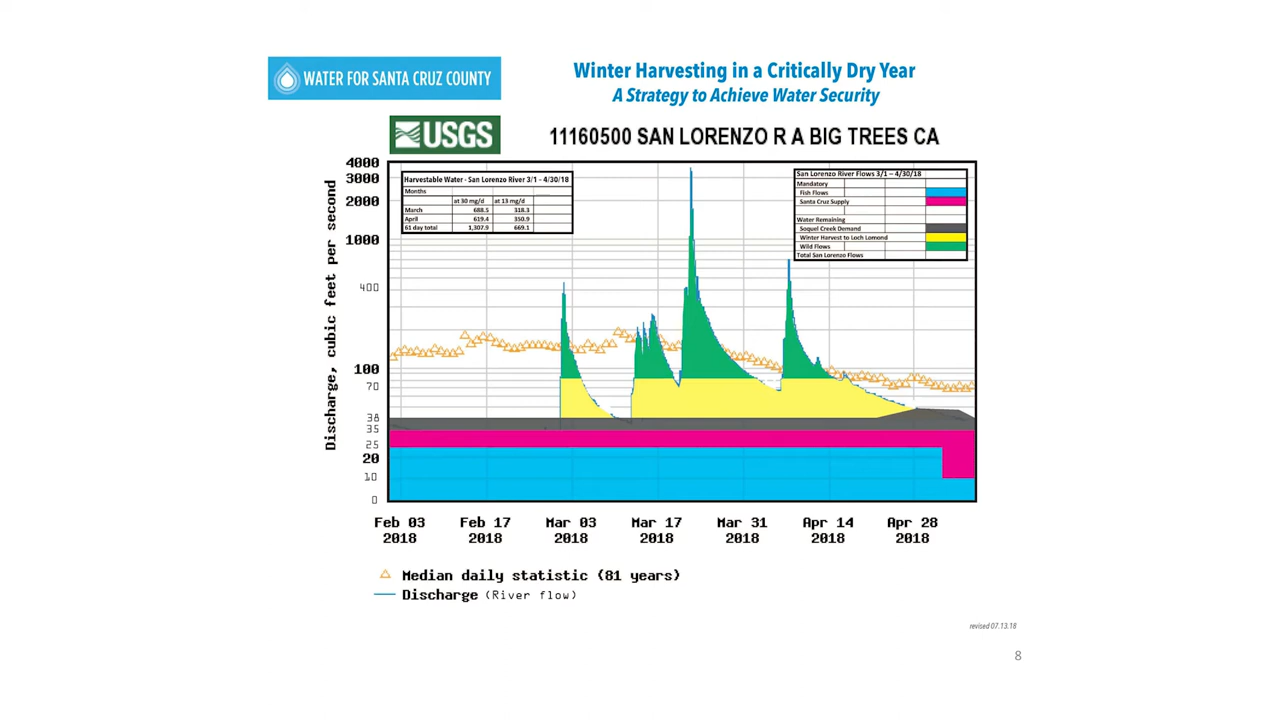 WATER FOR SANTA CRUZ COUNTY
Winter Harvesting in a Critically Dry Year
A Strategy to Achieve Water Security
USGS
11160500 SAN LORENZO R A BIG TREES CA
Discharge, cubic feet per second
4000
3000
2000
1000
400
100
70
38
35
25
20
10
0
Harvestable Water - San Lorenzo River 3/1 - 4/30/18
Months
at 30 mg/d at 13 mg/d
March 688.5 318.3
April 619.4 350.9
61 day total 1,307.9 669.1
San Lorenzo River Flows 3/1 – 4/30/18
Mandatory
Fish Flows
Santa Cruz Supply
Water Remaining
Soquel Creek Demand
Winter Harvest to Loch Lomond
Wild Flows
Total San Lorenzo Flows
Feb 03 Feb 17 Mar 03 Mar 17 Mar 31 Apr 14 Apr 28
2018 2018 2018 2018 2018 2018 2018
Median daily statistic (81 years)
Discharge (River flow)
revised 07.13.18
8